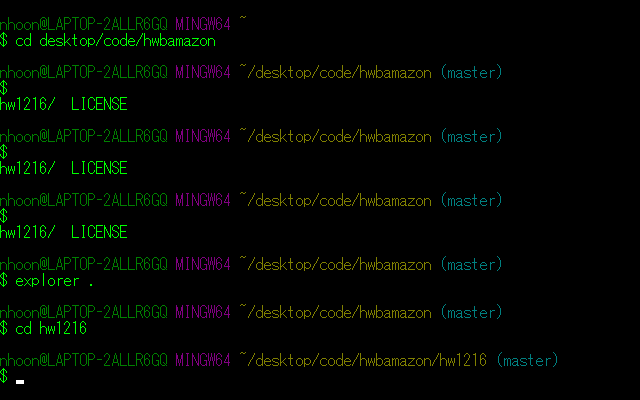 nhoon@LAPTOP-2ALLR6GQ MINGW64 ~
$ cd desktop/code/hwbamazon
nhoon@LAPTOP-2ALLR6GQ MINGW64 ~/desktop/code/hwbamazon (master)
$
hw1216/  LICENSE
nhoon@LAPTOP-2ALLR6GQ MINGW64 ~/desktop/code/hwbamazon (master)
$
hw1216/  LICENSE
nhoon@LAPTOP-2ALLR6GQ MINGW64 ~/desktop/code/hwbamazon (master)
$
hw1216/  LICENSE
nhoon@LAPTOP-2ALLR6GQ MINGW64 ~/desktop/code/hwbamazon (master)
$ explorer .
nhoon@LAPTOP-2ALLR6GQ MINGW64 ~/desktop/code/hwbamazon (master)
$ cd hw1216
nhoon@LAPTOP-2ALLR6GQ MINGW64 ~/desktop/code/hwbamazon/hw1216 (master)
$